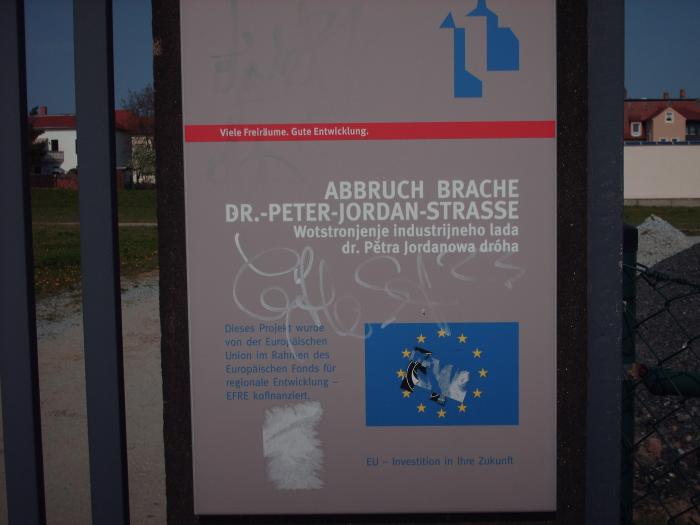 Viele Freiräume. Gute Entwicklung.
ABBRUCH BRACHE
DR.-PETER-JORDAN-STRASSE
Wotstronjenje industrijneho lada
dr. Pětra Jordanowa dróha
Dieses Projekt wurde
von der Europäischen
Union im Rahmen des
Europäischen Fonds für
regionale Entwicklung –
EFRE kofinanziert.
EU – Investition in Ihre Zukunft